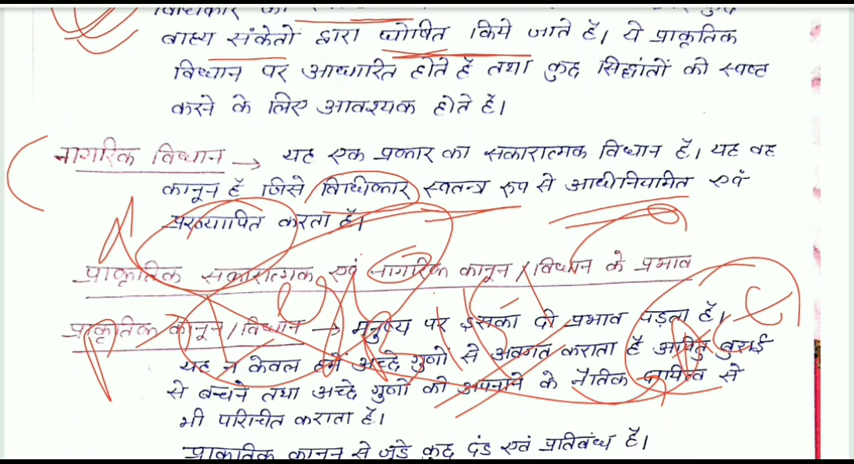 बाह्य संकेतो द्वारा घोषित किये जाते हैं। ये प्राकृतिक
विधान पर आधारित होते हैं तथा कुछ सिद्धांतों को स्पष्ट
करने के लिए आवश्यक होते हैं।
नागरिक विधान → यह एक प्रकार का सकारात्मक विधान है। यह वह
कानून है जिसे विधिकार स्वतन्त्र रूप से अधिनियमित एवं
प्रख्यापित करता है।
प्राकृतिक सकारात्मक एवं नागरिक कानून / विधान के प्रभाव
प्राकृतिक कानून / विधान → मनुष्य पर इसका दो प्रभाव पड़ता है।
यह न केवल हमें अच्छे गुणों से अवगत कराता है अपितु बुराई
से बचने तथा अच्छे गुणों को अपनाने के नैतिक दायित्व से
भी परिचित कराता है।
प्राकृतिक कानून से जुड़े कुछ दंड एवं प्रतिबंध है।